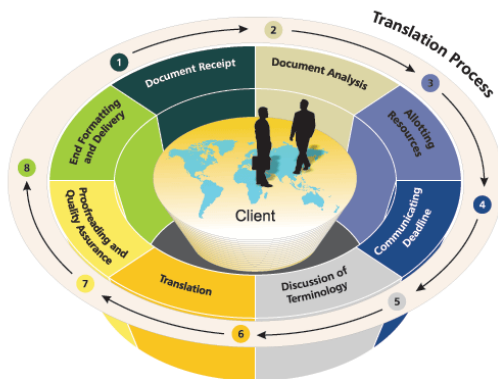 Translation Process
1
Document Receipt
2
Document Analysis
3
Allotting
Resources
4
Communicating
Deadline
5
Discussion of
Terminology
6
Translation
7
Proofreading and
Quality Assurance
8
End Formatting
and Delivery
Client